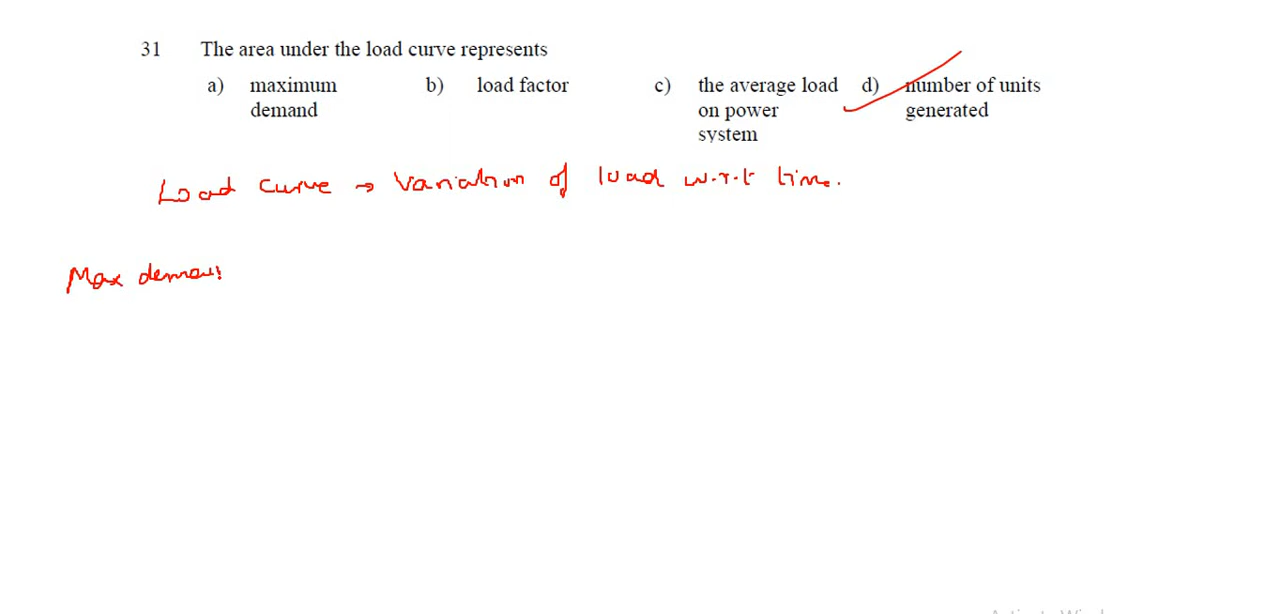 31 The area under the load curve represents
a) maximum demand b) load factor c) the average load on power system d) number of units generated
Load curve → Variation of load w.r.t time.
Max